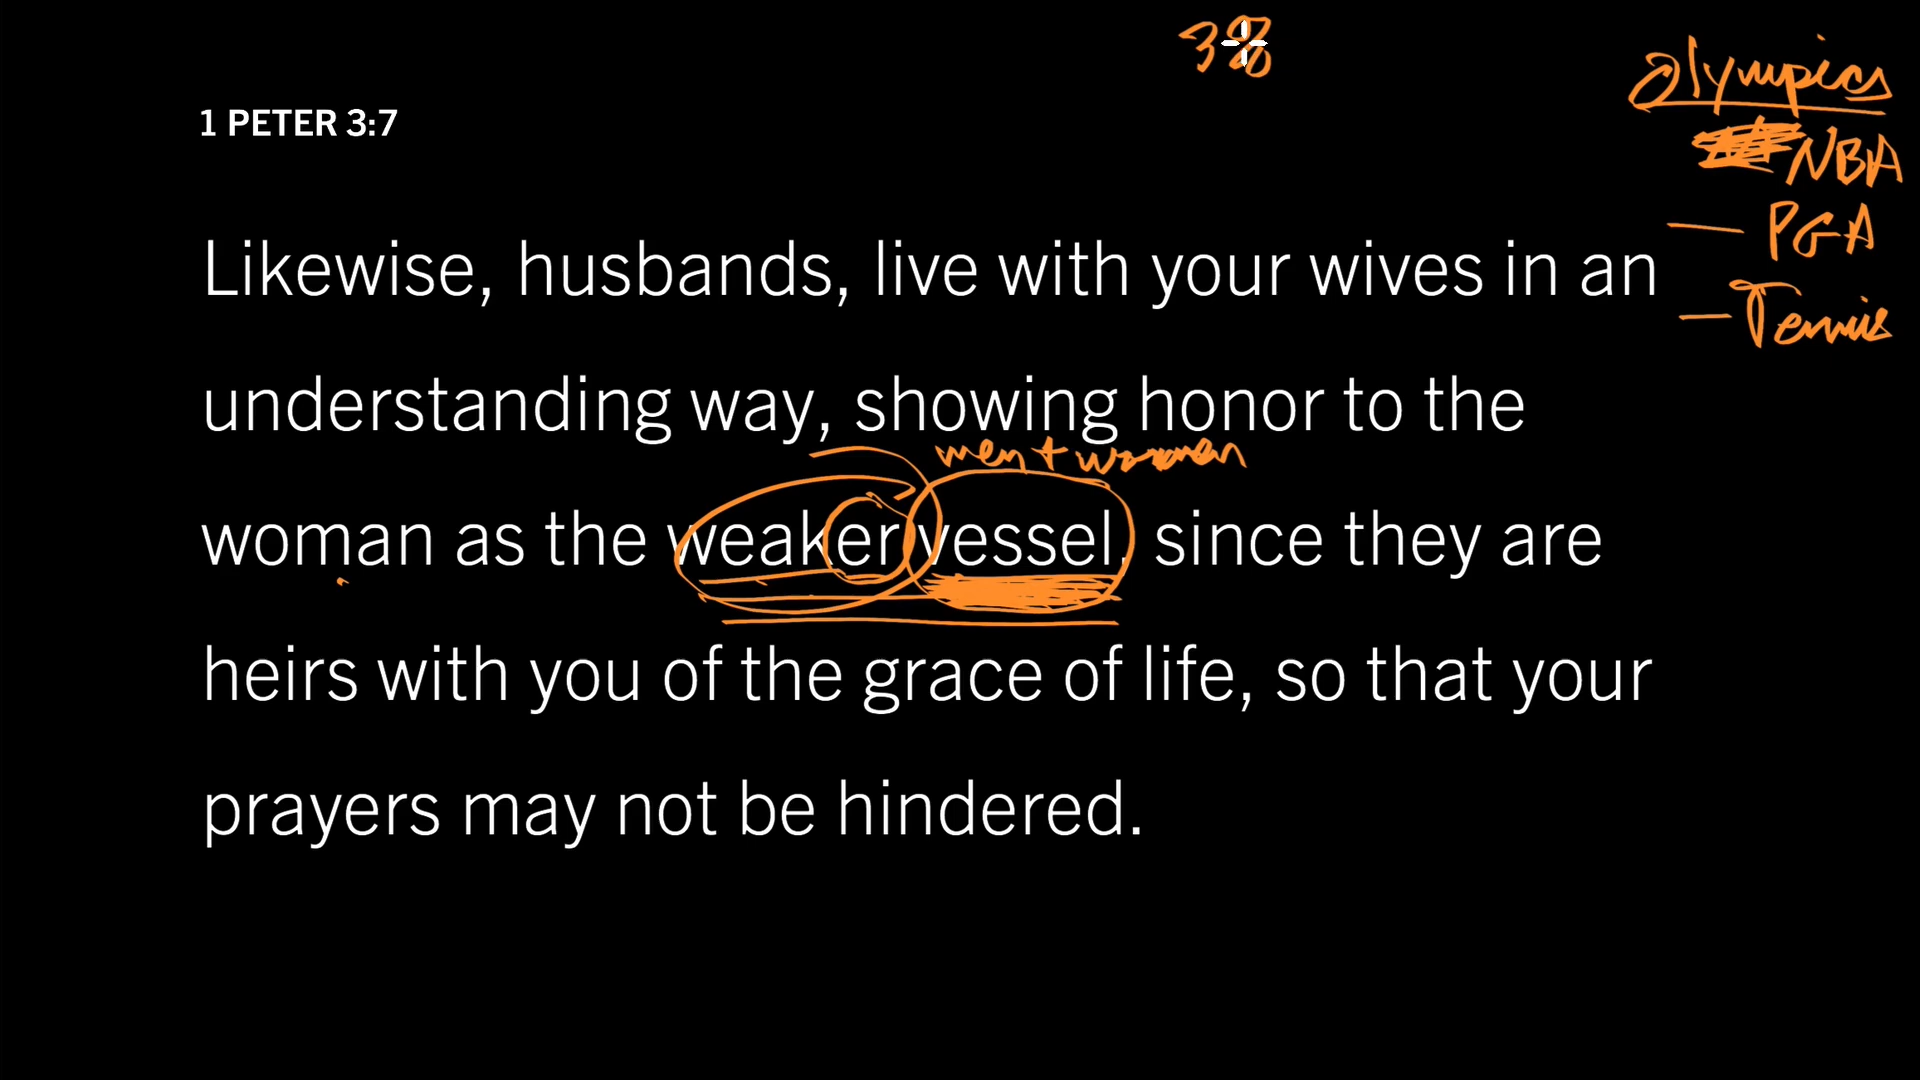 38
Olympics
NBA
1 PETER 3:7
— PGA
Likewise, husbands, live with your wives in an
— Tennis
understanding way, showing honor to the
men + women
woman as the weaker vessel, since they are
heirs with you of the grace of life, so that your
prayers may not be hindered.